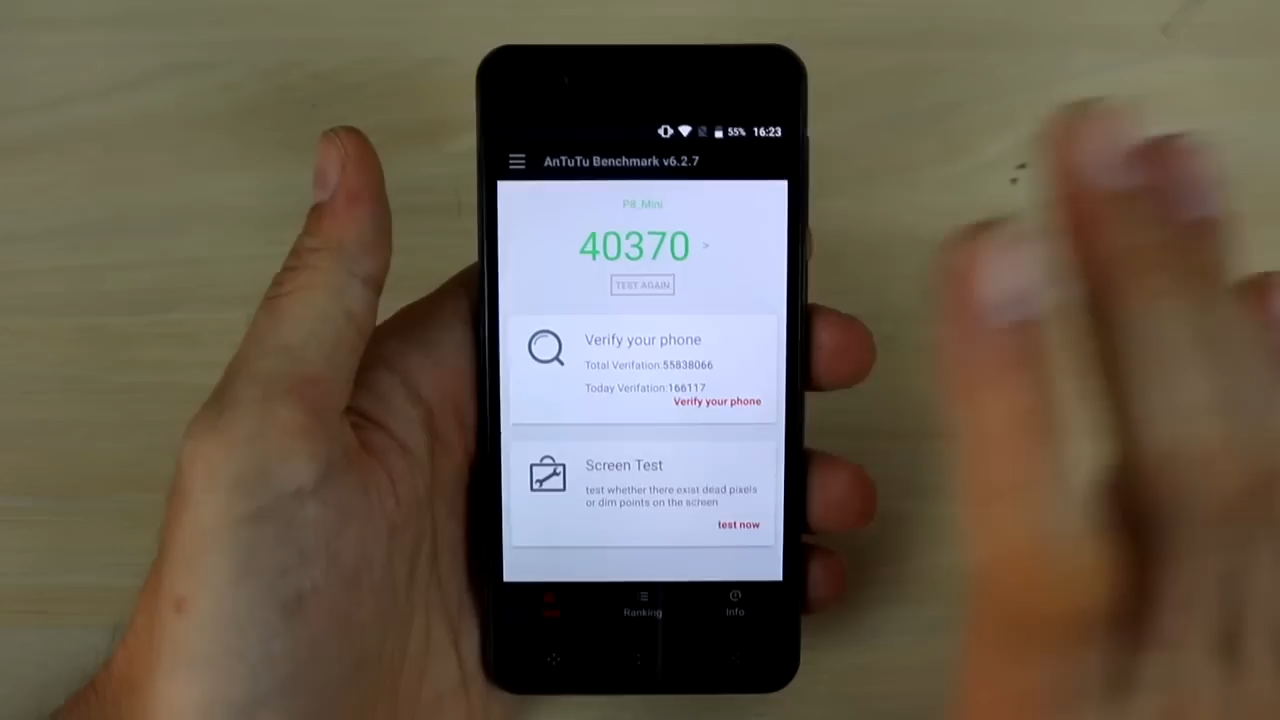 55% 16:23
AnTuTu Benchmark v6.2.7
P8_Mini
40370 >
TEST AGAIN
Verify your phone
Total Verifation:55838066
Today Verifation:166117
Verify your phone
Screen Test
test whether there exist dead pixels
or dim points on the screen
test now
Ranking Info